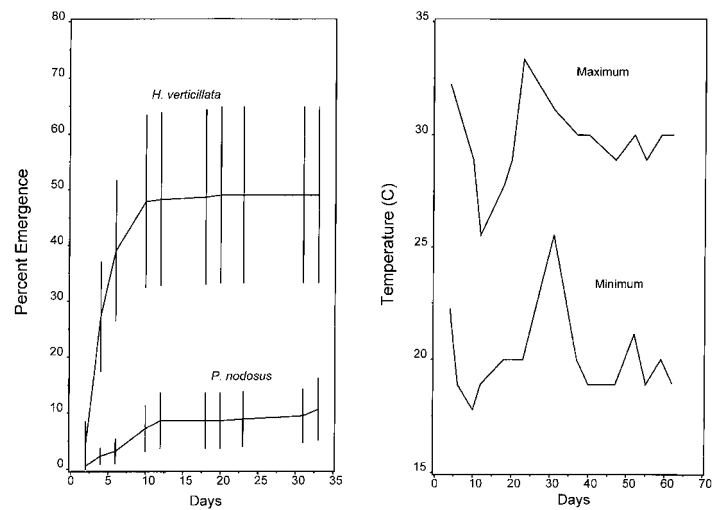 80
70
60
50
40
30
20
10
0
Percent Emergence
H. verticillata
P. nodosus
0 5 10 15 20 25 30 35
Days
35
30
25
20
15
Temperature (C)
Maximum
Minimum
0 10 20 30 40 50 60 70
Days